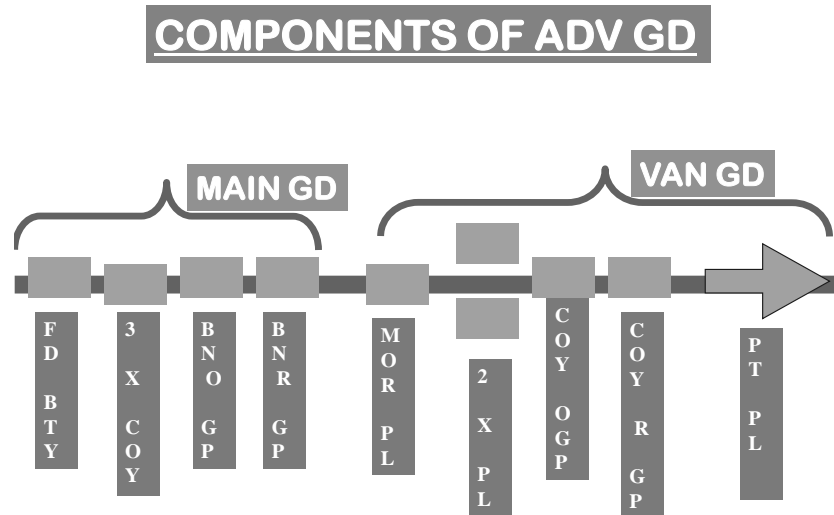 COMPONENTS OF ADV GD
MAIN GD
VAN GD
FD BTY
3 X COY
BNO GP
BNR GP
MOR PL
2 X PL
COY OGP
COY R GP
PT PL